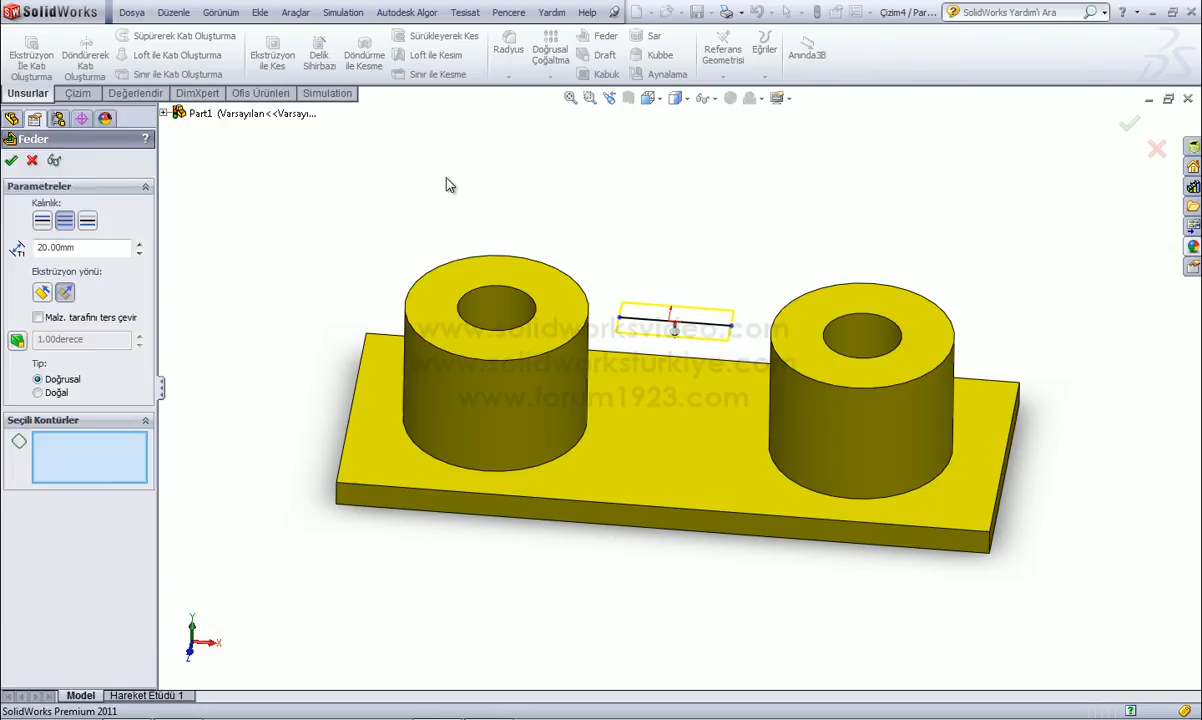 SolidWorks
Dosya Düzenle Görünüm Ekle Araçlar Simulation Autodesk Algor Tesisat Pencere Yardım Help
Çizim4 / Par...
SolidWorks Yardım'ı Ara
Ekstrüzyon İle Katı Oluşturma
Döndürerek Katı Oluşturma
Süpürerek Katı Oluşturma
Loft ile Katı Oluşturma
Sınır ile Katı Oluşturma
Ekstrüzyon ile Kes
Delik Sihirbazı
Döndürme ile Kesme
Sürükleyerek Kes
Loft ile Kesim
Sınır ile Kesme
Radyus
Doğrusal Çoğaltma
Feder
Draft
Kabuk
Sar
Kubbe
Aynalama
Referans Geometrisi
Eğriler
Anında3B
Unsurlar Çizim Değerlendir DimXpert Ofis Ürünleri Simulation
Part1 (Varsayılan<<Varsayı...
Feder
?
Parametreler
Kalınlık:
T1
20.00mm
Ekstrüzyon yönü:
Malz. tarafını ters çevir
1.00derece
Tip:
Doğrusal
Doğal
Seçili Kontürler
www.solidworksvideo.com
www.solidworksturkiye.com
www.forum1923.com
Y
X
Z
Model Hareket Etüdü 1
SolidWorks Premium 2011